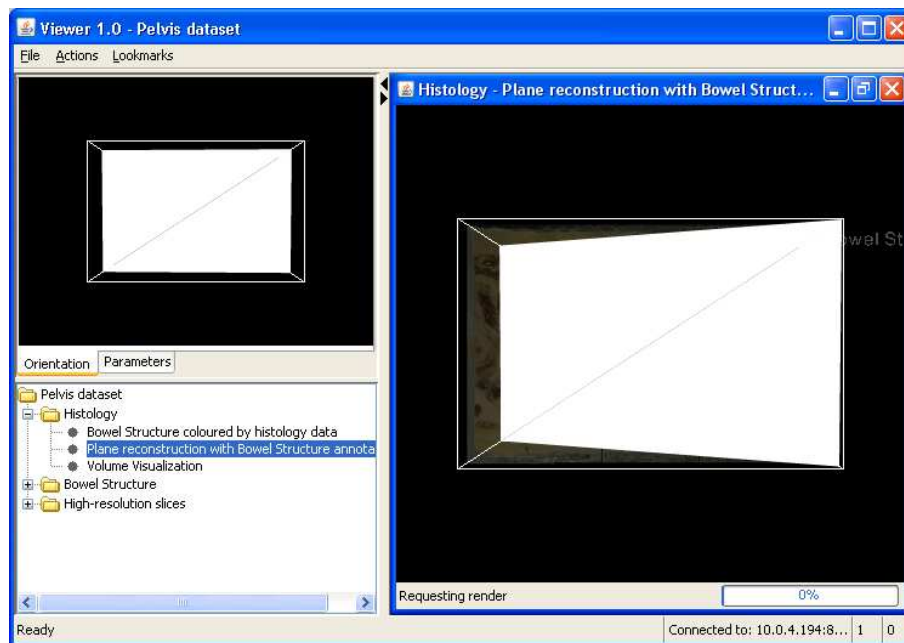 Viewer 1.0 - Pelvis dataset
File Actions Lookmarks
Orientation Parameters
Pelvis dataset
Histology
Bowel Structure coloured by histology data
Plane reconstruction with Bowel Structure annota
Volume Visualization
Bowel Structure
High-resolution slices
Histology - Plane reconstruction with Bowel Struct...
owel St
Requesting render 0%
Ready Connected to: 10.0.4.194:8... 1 0